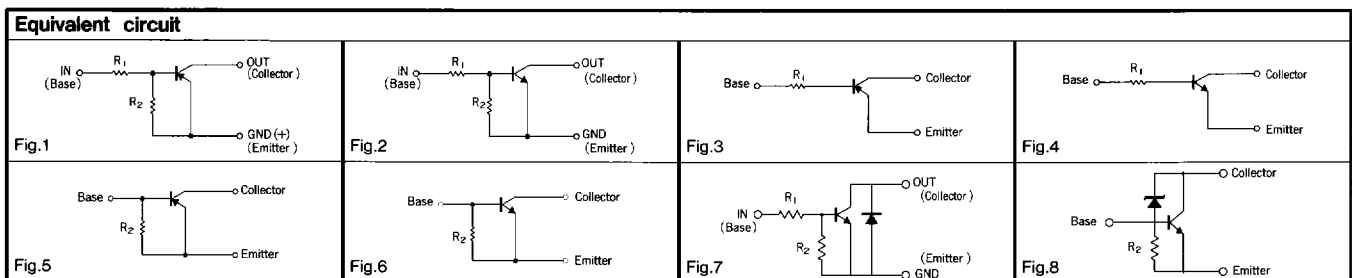 Equivalent circuit
R1
IN
(Base)
R2
OUT
(Collector)
GND (+)
(Emitter)
Fig.1
R1
IN
(Base)
R2
OUT
(Collector)
GND
(Emitter)
Fig.2
R1
Base
Collector
Emitter
Fig.3
R1
Base
Collector
Emitter
Fig.4
Base
R2
Collector
Emitter
Fig.5
Base
R2
Collector
Emitter
Fig.6
R1
IN
(Base)
R2
OUT
(Collector)
(Emitter)
GND
Fig.7
Base
R2
Collector
Emitter
Fig.8